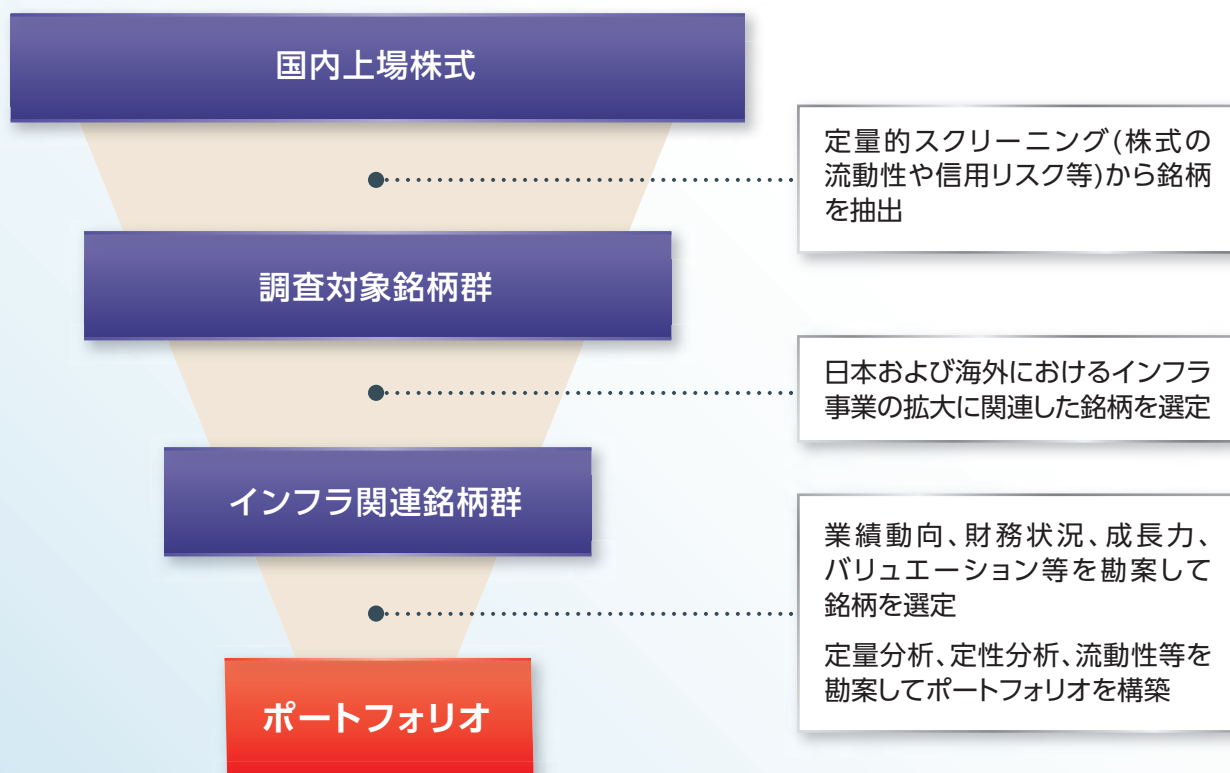 国内上場株式
定量的スクリーニング(株式の
流動性や信用リスク等)から銘柄
を抽出
調査対象銘柄群
日本および海外におけるインフラ
事業の拡大に関連した銘柄を選定
インフラ関連銘柄群
業績動向、財務状況、成長力、
バリュエーション等を勘案して
銘柄を選定
定量分析、定性分析、流動性等を
勘案してポートフォリオを構築
ポートフォリオ